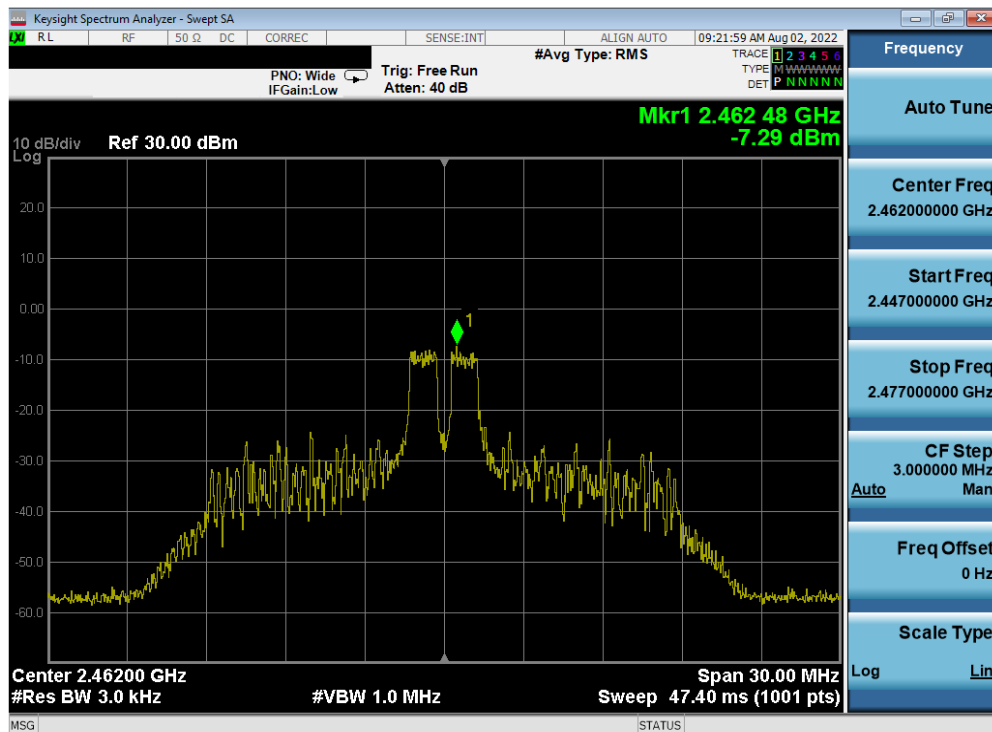 Keysight Spectrum Analyzer - Swept SA
LXI RL RF 50 Ω DC CORREC SENSE:INT ALIGN AUTO 09:21:59 AM Aug 02, 2022
#Avg Type: RMS
TRACE 1 2 3 4 5 6
TYPE M W W W W W
DET P N N N N N
PNO: Wide
IFGain:Low
Trig: Free Run
Atten: 40 dB
Mkr1 2.462 48 GHz
-7.29 dBm
10 dB/div
Log
Ref 30.00 dBm
20.0
10.0
0.00
-10.0
-20.0
-30.0
-40.0
-50.0
-60.0
1
Center 2.46200 GHz
#Res BW 3.0 kHz
#VBW 1.0 MHz
Span 30.00 MHz
Sweep 47.40 ms (1001 pts)
MSG
STATUS
Frequency
Auto Tune
Center Freq
2.462000000 GHz
Start Freq
2.447000000 GHz
Stop Freq
2.477000000 GHz
CF Step
3.000000 MHz
Auto Man
Freq Offset
0 Hz
Scale Type
Log Lin